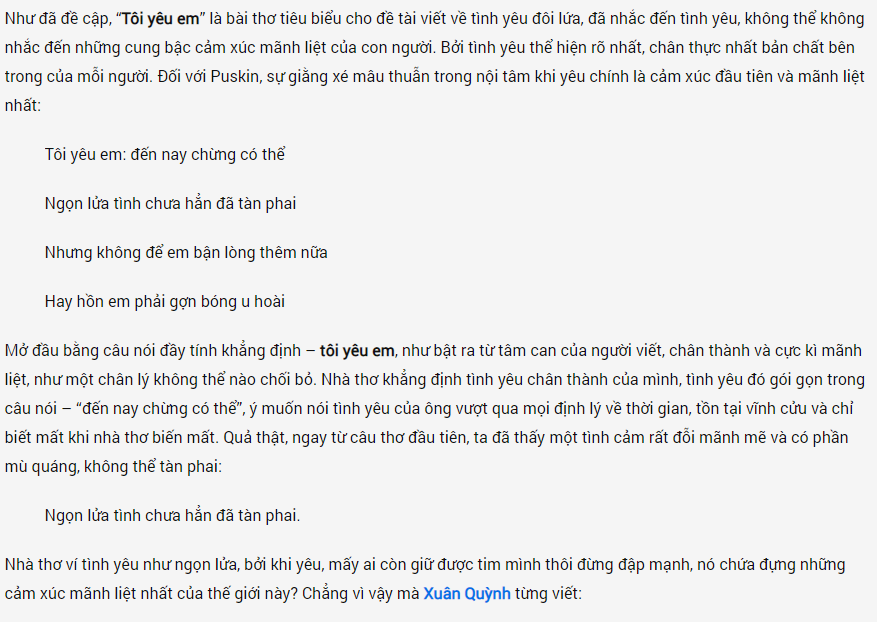 Như đã đề cập, “Tôi yêu em” là bài thơ tiêu biểu cho đề tài viết về tình yêu đôi lứa, đã nhắc đến tình yêu, không thể không
nhắc đến những cung bậc cảm xúc mãnh liệt của con người. Bởi tình yêu thể hiện rõ nhất, chân thực nhất bản chất bên
trong của mỗi người. Đối với Puskin, sự giằng xé mâu thuẫn trong nội tâm khi yêu chính là cảm xúc đầu tiên và mãnh liệt
nhất:
Tôi yêu em: đến nay chừng có thể
Ngọn lửa tình chưa hẳn đã tàn phai
Nhưng không để em bận lòng thêm nữa
Hay hồn em phải gợn bóng u hoài
Mở đầu bằng câu nói đầy tính khẳng định – tôi yêu em, như bật ra từ tâm can của người viết, chân thành và cực kì mãnh
liệt, như một chân lý không thể nào chối bỏ. Nhà thơ khẳng định tình yêu chân thành của mình, tình yêu đó gói gọn trong
câu nói – “đến nay chừng có thể”, ý muốn nói tình yêu của ông vượt qua mọi định lý về thời gian, tồn tại vĩnh cửu và chỉ
biết mất khi nhà thơ biến mất. Quả thật, ngay từ câu thơ đầu tiên, ta đã thấy một tình cảm rất đỗi mãnh mẽ và có phần
mù quáng, không thể tàn phai:
Ngọn lửa tình chưa hẳn đã tàn phai.
Nhà thơ ví tình yêu như ngọn lửa, bởi khi yêu, mấy ai còn giữ được tim mình thôi đừng đập mạnh, nó chứa đựng những
cảm xúc mãnh liệt nhất của thế giới này? Chẳng vì vậy mà Xuân Quỳnh từng viết: